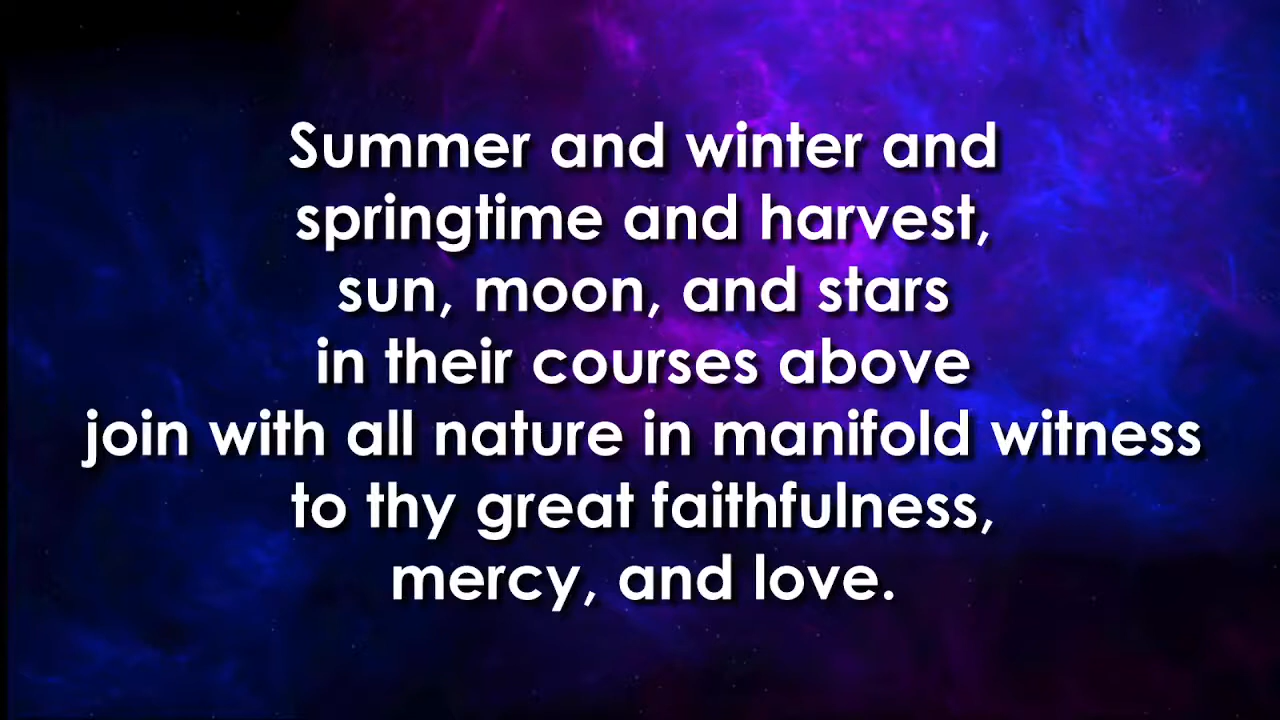 Summer and winter and
springtime and harvest,
sun, moon, and stars
in their courses above
join with all nature in manifold witness
to thy great faithfulness,
mercy, and love.